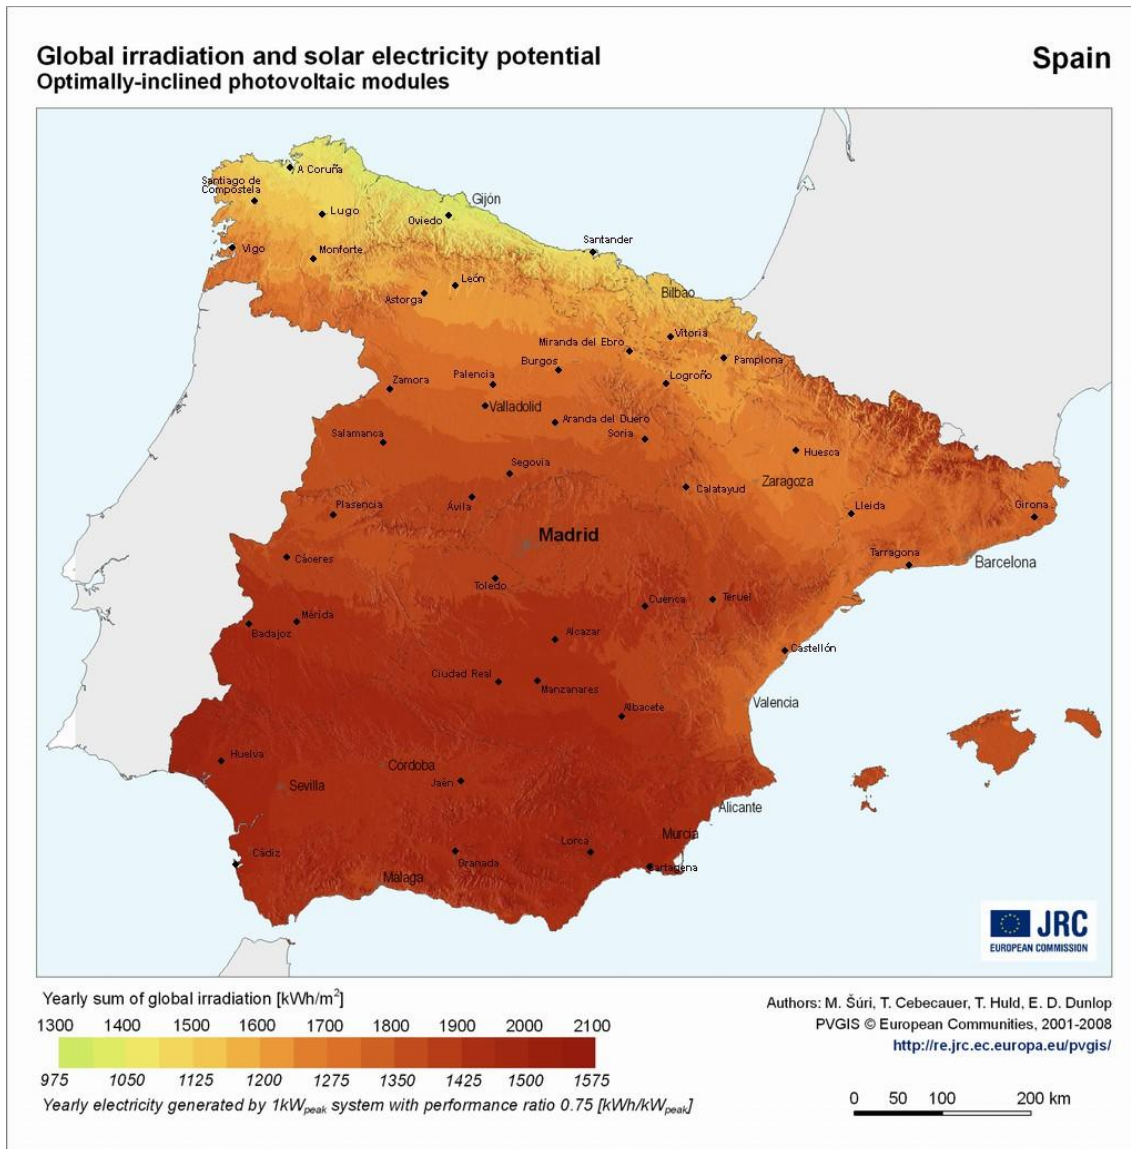 Global irradiation and solar electricity potential
Optimally-inclined photovoltaic modules
Spain
A Coruña
Santiago de
Compostela
Lugo
Gijón
Oviedo
Santander
Vigo
Monforte
León
Astorga
Bilbao
Vitoria
Miranda del Ebro
Pamplona
Burgos
Logroño
Zamora
Palencia
Valladolid
Aranda del Duero
Soria
Salamanca
Huesca
Segovia
Zaragoza
Calatayud
Plasencia
Ávila
Lleida
Girona
Madrid
Tarragona
Barcelona
Cáceres
Toledo
Cuenca
Teruel
Mérida
Badajoz
Alcazar
Castellón
Ciudad Real
Manzanares
Valencia
Albacete
Huelva
Córdoba
Sevilla
Jaén
Alicante
Murcia
Lorca
Cádiz
Granada
Cartagena
Málaga
JRC
EUROPEAN COMMISSION
Yearly sum of global irradiation [kWh/m²]
1300 1400 1500 1600 1700 1800 1900 2000 2100
975 1050 1125 1200 1275 1350 1425 1500 1575
Yearly electricity generated by 1kWpeak system with performance ratio 0.75 [kWh/kWpeak]
Authors: M. Šúri, T. Cebecauer, T. Huld, E. D. Dunlop
PVGIS © European Communities, 2001-2008
http://re.jrc.ec.europa.eu/pvgis/
0 50 100 200 km